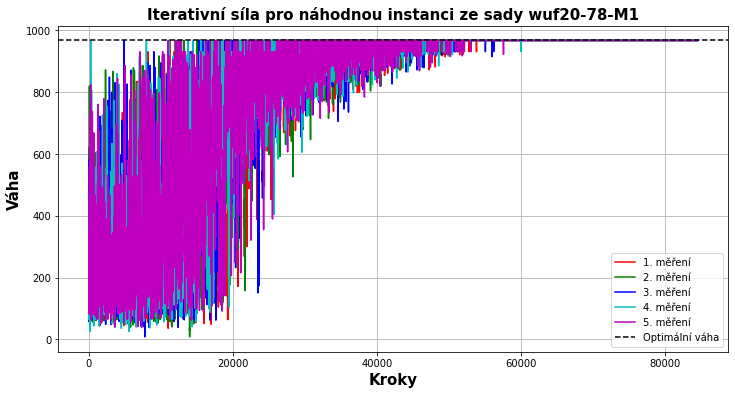 Iterativní síla pro náhodnou instanci ze sady wuf20-78-M1
1000
800
600
400
200
0
Váha
0
20000
40000
60000
80000
Kroky
1. měření
2. měření
3. měření
4. měření
5. měření
Optimální váha